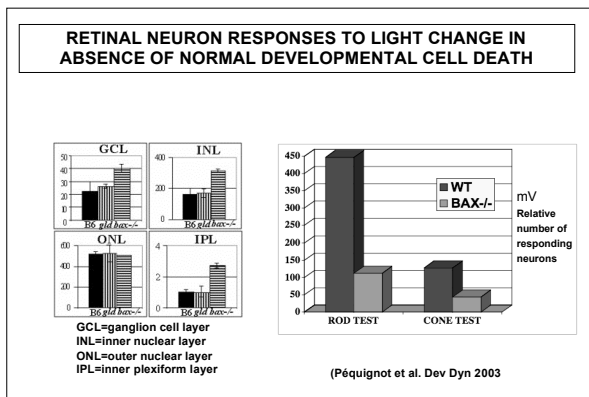 RETINAL NEURON RESPONSES TO LIGHT CHANGE IN
ABSENCE OF NORMAL DEVELOPMENTAL CELL DEATH
GCL
50
40
30
20
10
0
B6 gld bax-/-
INL
400
200
0
B6 gld bax-/-
ONL
600
400
200
0
B6 gld bax-/-
IPL
4
2
0
B6 gld bax-/-
GCL=ganglion cell layer
INL=inner nuclear layer
ONL=outer nuclear layer
IPL=inner plexiform layer
450
400
350
300
250
200
150
100
50
0
WT
BAX-/-
ROD TEST
CONE TEST
mV
Relative
number of
responding
neurons
(Péquignot et al. Dev Dyn 2003